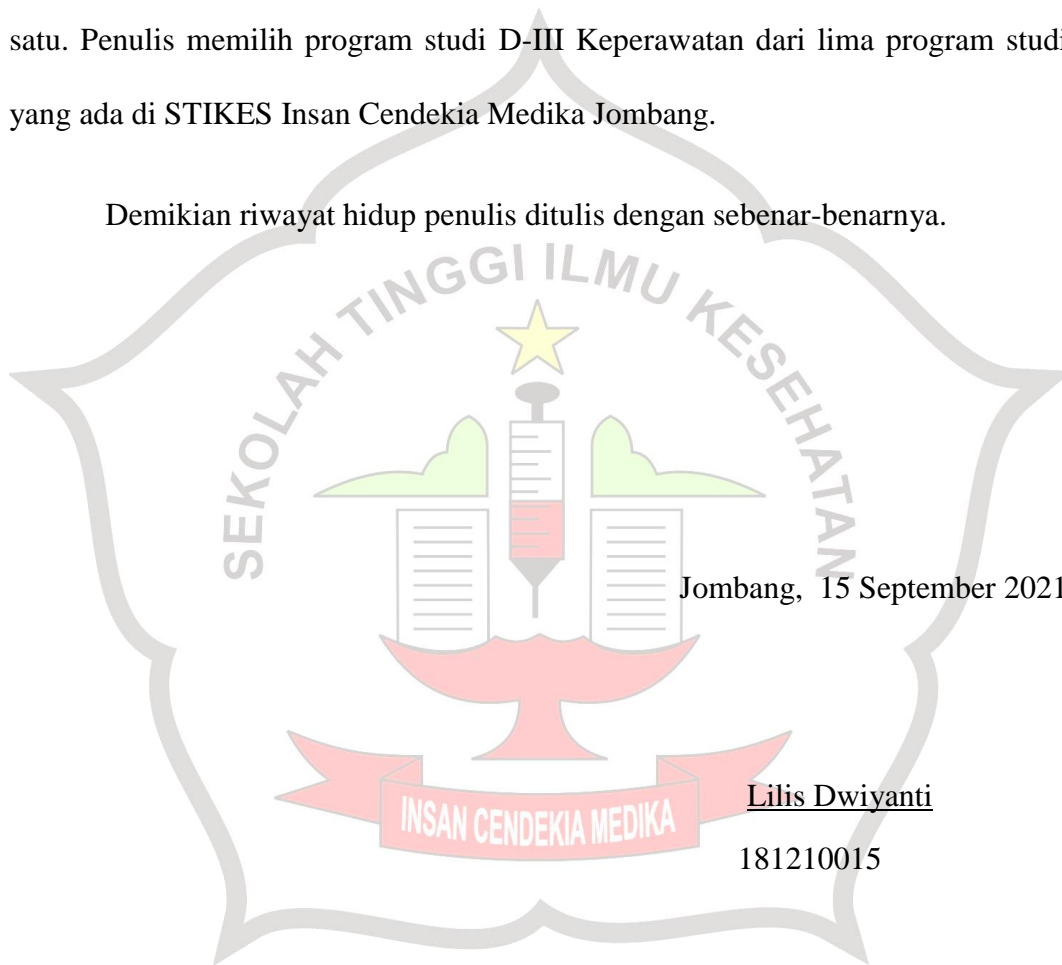 satu. Penulis memilih program studi D-III Keperawatan dari lima program studi
yang ada di STIKES Insan Cendekia Medika Jombang.
Demikian riwayat hidup penulis ditulis dengan sebenar-benarnya.
SEKOLAH TINGGI ILMU KESEHATAN
Jombang,  15 September 2021
Lilis Dwiyanti
INSAN CENDEKIA MEDIKA
181210015